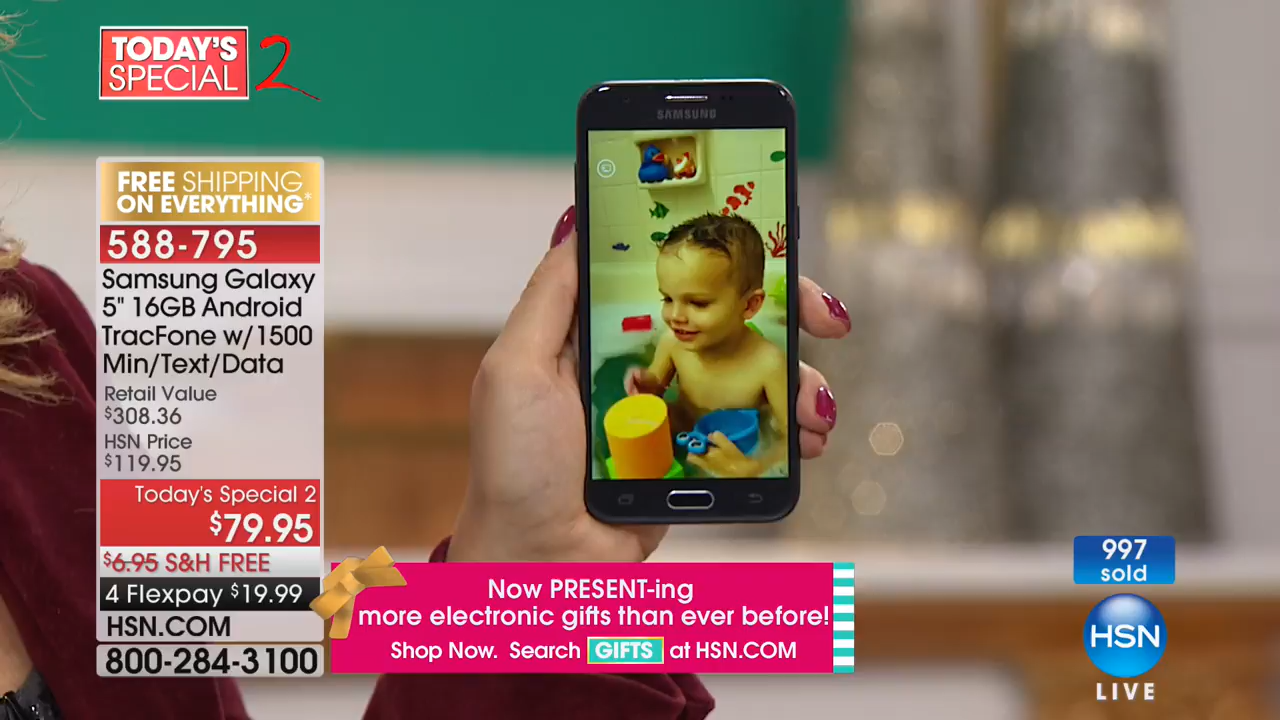 TODAY'S
SPECIAL 2
SAMSUNG
FREE SHIPPING
ON EVERYTHING*
588-795
Samsung Galaxy
5" 16GB Android
TracFone w/1500
Min/Text/Data
Retail Value
$308.36
HSN Price
$119.95
Today's Special 2
$79.95
$6.95 S&H FREE
4 Flexpay $19.99
HSN.COM
800-284-3100
Now PRESENT-ing
more electronic gifts than ever before!
Shop Now. Search GIFTS at HSN.COM
997
sold
HSN
LIVE